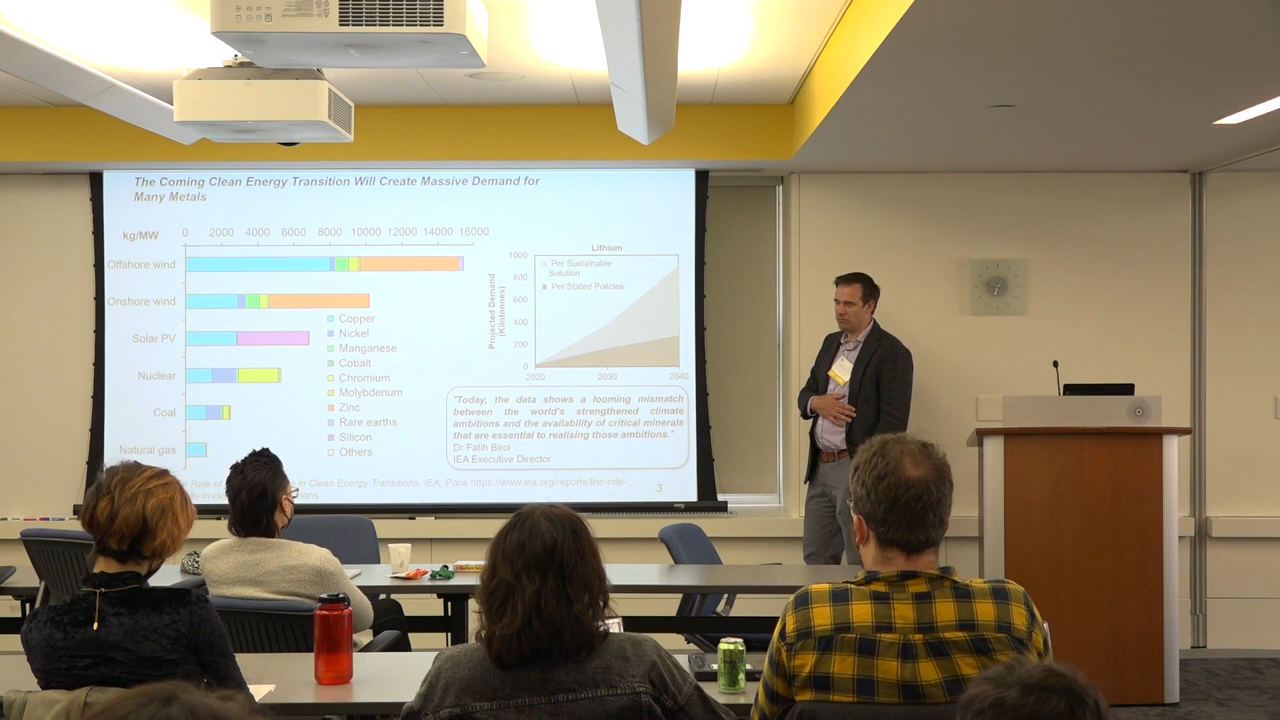 The Coming Clean Energy Transition Will Create Massive Demand for
Many Metals
kg/MW
0 2000 4000 6000 8000 10000 12000 14000 16000
Offshore wind
Onshore wind
Solar PV
Nuclear
Coal
Natural gas
Copper
Nickel
Manganese
Cobalt
Chromium
Molybdenum
Zinc
Rare earths
Silicon
Others
Lithium
Projected Demand
(Kilotonnes)
1000
800
600
400
200
0
2020 2030 2040
Per Sustainable
Solution
Per Stated Policies
"Today, the data shows a looming mismatch
between the world's strengthened climate
ambitions and the availability of critical minerals
that are essential to realising those ambitions."
Dr Fatih Birol
IEA Executive Director
Role of in Clean Energy Transitions, IEA, Paris https://www.iea.org/reports/the-role-
3